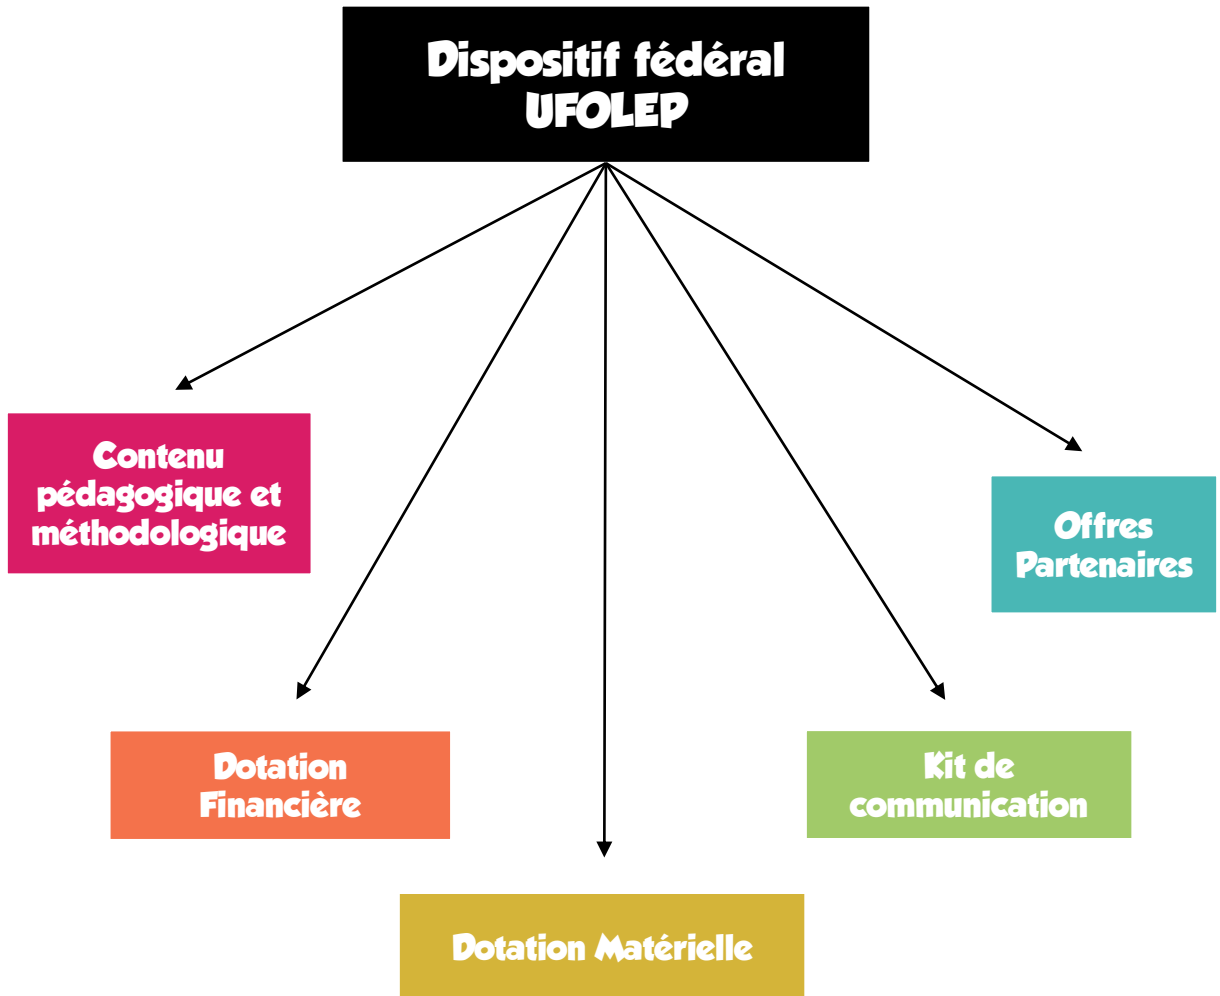 Dispositif fédéral
UFOLEP
Contenu
pédagogique et
méthodologique
Offres
Partenaires
Dotation
Financière
Kit de
communication
Dotation Matérielle